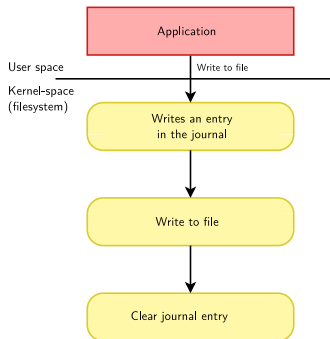 Application
User space
Write to file
Kernel-space
(filesystem)
Writes an entry
in the journal
Write to file
Clear journal entry